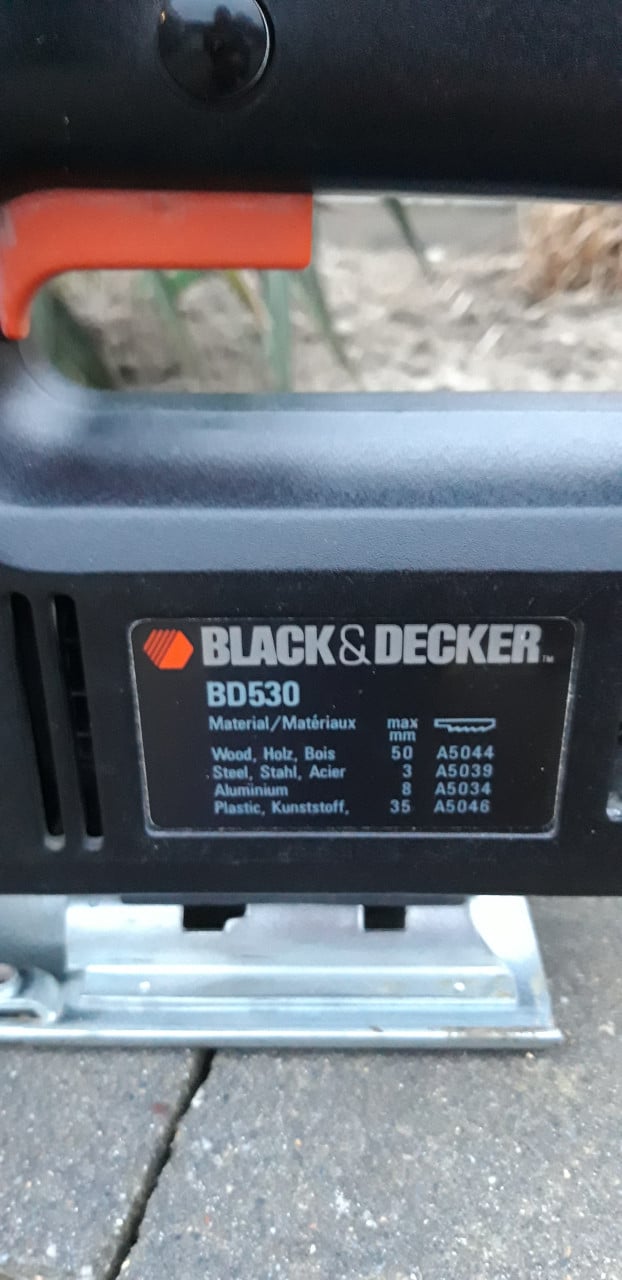 BLACK&DECKER™
BD530
Material/Matériaux max mm
Wood, Holz, Bois 50 A5044
Steel, Stahl, Acier 3 A5039
Aluminium 8 A5034
Plastic, Kunststoff, 35 A5046